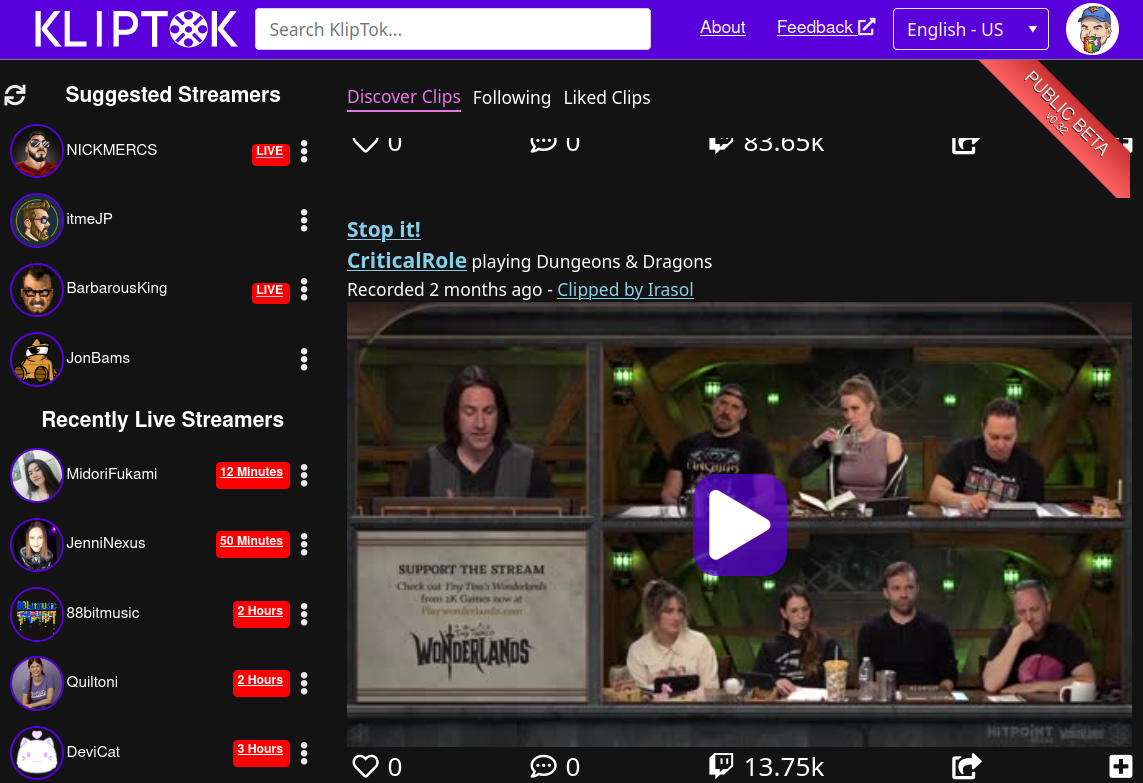 KLIPTOK
Search KlipTok...
About
Feedback
English - US
Suggested Streamers
NICKMERCS
LIVE
itmeJP
BarbarousKing
LIVE
JonBams
Recently Live Streamers
MidoriFukami
12 Minutes
JenniNexus
50 Minutes
88bitmusic
2 Hours
Quiltoni
2 Hours
DeviCat
3 Hours
Discover Clips Following Liked Clips
PUBLIC BETA
v0.32
0 0 83.65k
Stop it!
CriticalRole playing Dungeons & Dragons
Recorded 2 months ago - Clipped by Irasol
SUPPORT THE STREAM
Check out Tiny Tina's Wonderlands
from 2K Games now at
Playwonderlands.com
TINY TINA'S
WONDERLANDS
HITPOINT
0 0 13.75k